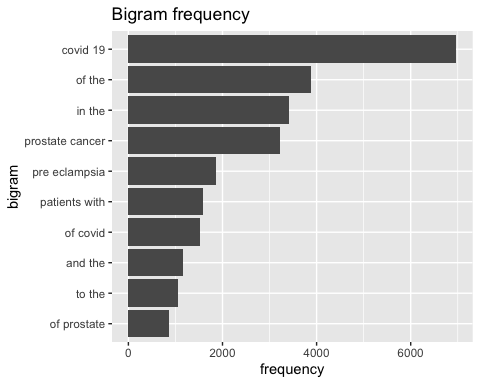 Bigram frequency
covid 19
of the
in the
prostate cancer
pre eclampsia
patients with
of covid
and the
to the
of prostate
bigram
0 2000 4000 6000
frequency